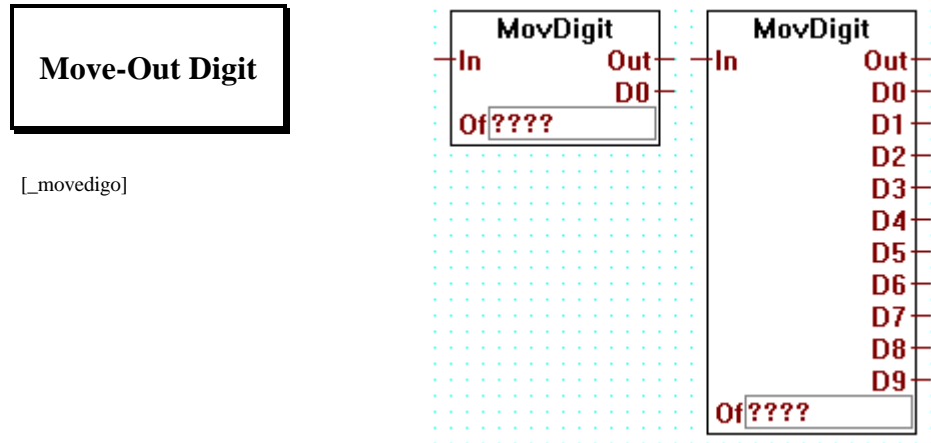 Move-Out Digit
[_movedigo]
MovDigit
In Out
D0
Of ????
MovDigit
In Out
D0
D1
D2
D3
D4
D5
D6
D7
D8
D9
Of ????